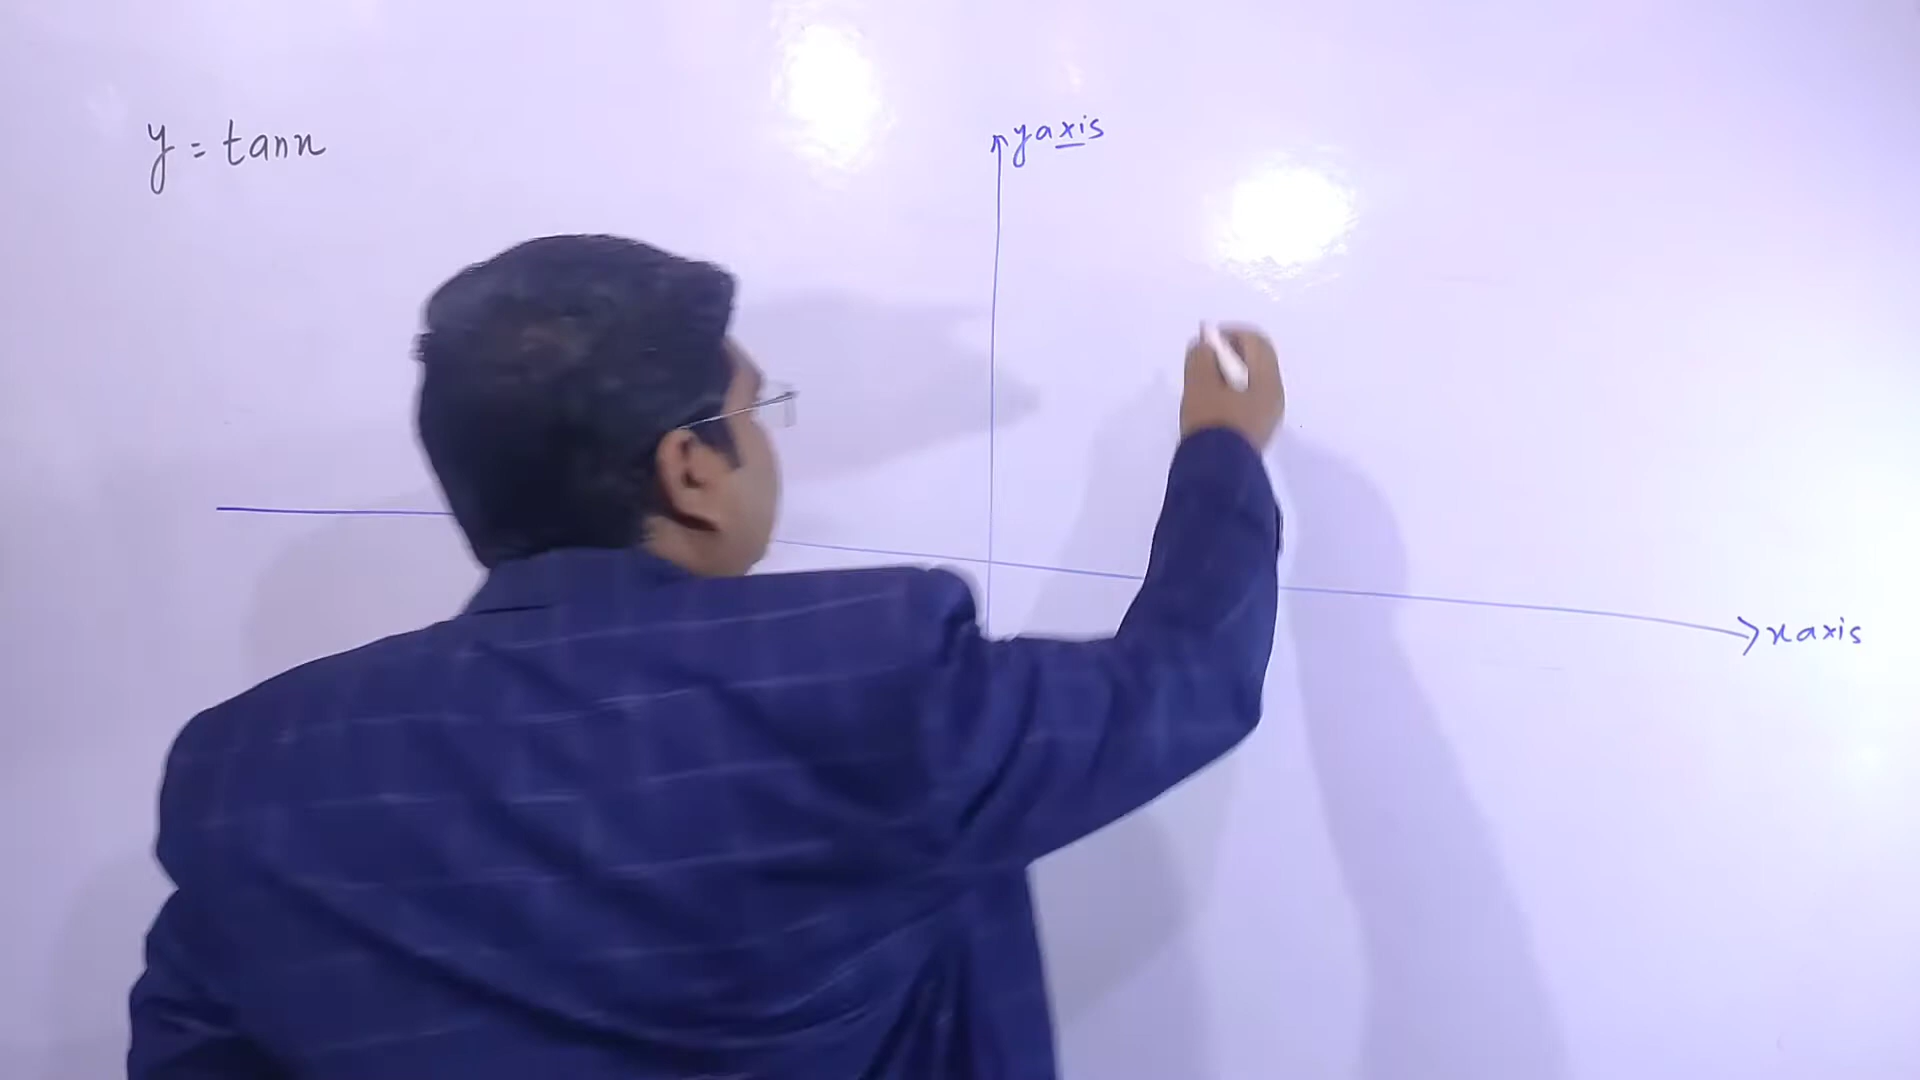 y = tanx
y axis
x axis